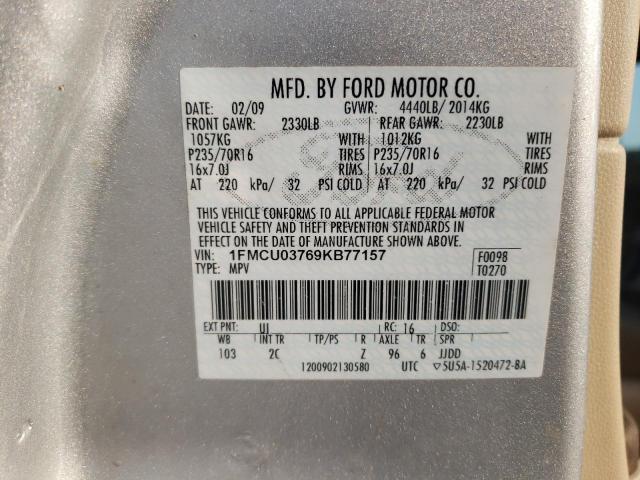 MFD. BY FORD MOTOR CO.
DATE: 02/09 GVWR: 4440LB/ 2014KG
FRONT GAWR: 2330LB REAR GAWR: 2230LB
1057KG WITH 1012KG WITH
P235/70R16 TIRES P235/70R16 TIRES
16x7.0J RIMS 16x7.0J RIMS
AT 220 kPa/ 32 PSI COLD AT 220 kPa/ 32 PSI COLD
Ford
THIS VEHICLE CONFORMS TO ALL APPLICABLE FEDERAL MOTOR
VEHICLE SAFETY AND THEFT PREVENTION STANDARDS IN
EFFECT ON THE DATE OF MANUFACTURE SHOWN ABOVE.
VIN: 1FMCU03769KB77157 F0098
TYPE: MPV T0270
EXT PNT: UI RC: 16 DSO:
WB INT TR TP/PS R AXLE TR SPR
103 2C Z 96 6 JJDD
1200902130580 UTC ▽5U5A-1520472-BA